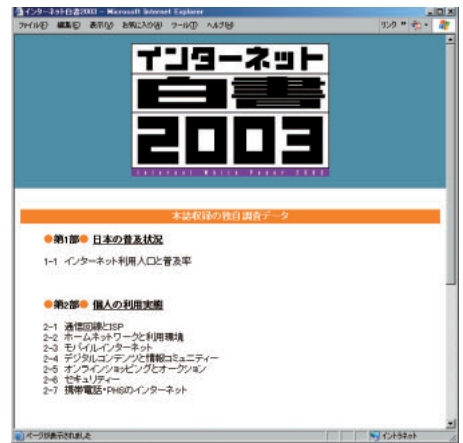 インターネット白書2003 - Microsoft Internet Explorer
ファイル(F) 編集(E) 表示(V) お気に入り(A) ツール(T) ヘルプ(H) リンク »
インターネット
白書
2003
Internet White Paper 2003
本誌収録の独自調査データ
●第1部● 日本の普及状況
1-1 インターネット利用人口と普及率
●第2部● 個人の利用実態
2-1 通信回線とISP
2-2 ホームネットワークと利用環境
2-3 モバイルインターネット
2-4 デジタルコンテンツと情報コミュニティー
2-5 オンラインショッピングとオークション
2-6 セキュリティー
2-7 携帯電話・PHSのインターネット
ページが表示されました イントラネット